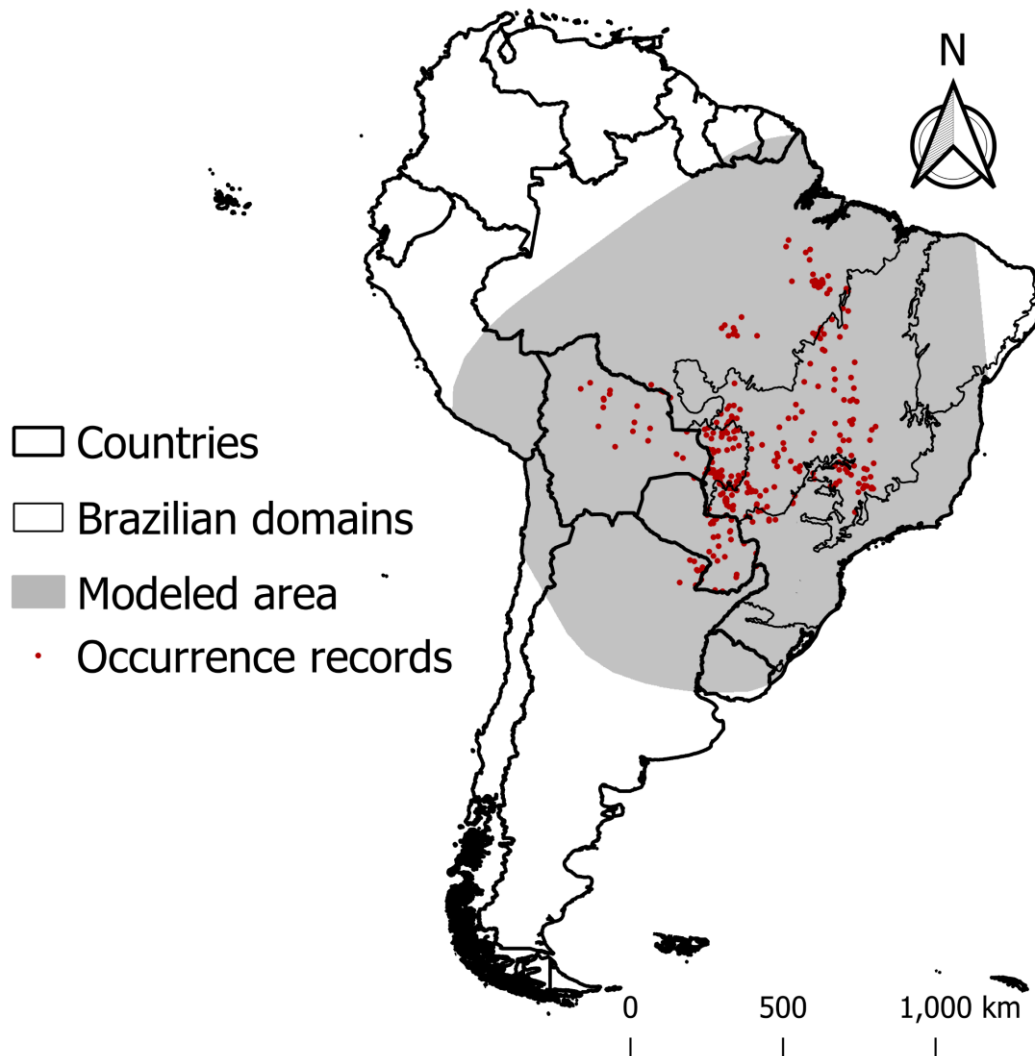 N
Countries
Brazilian domains
Modeled area
Occurrence records
0 500 1,000 km